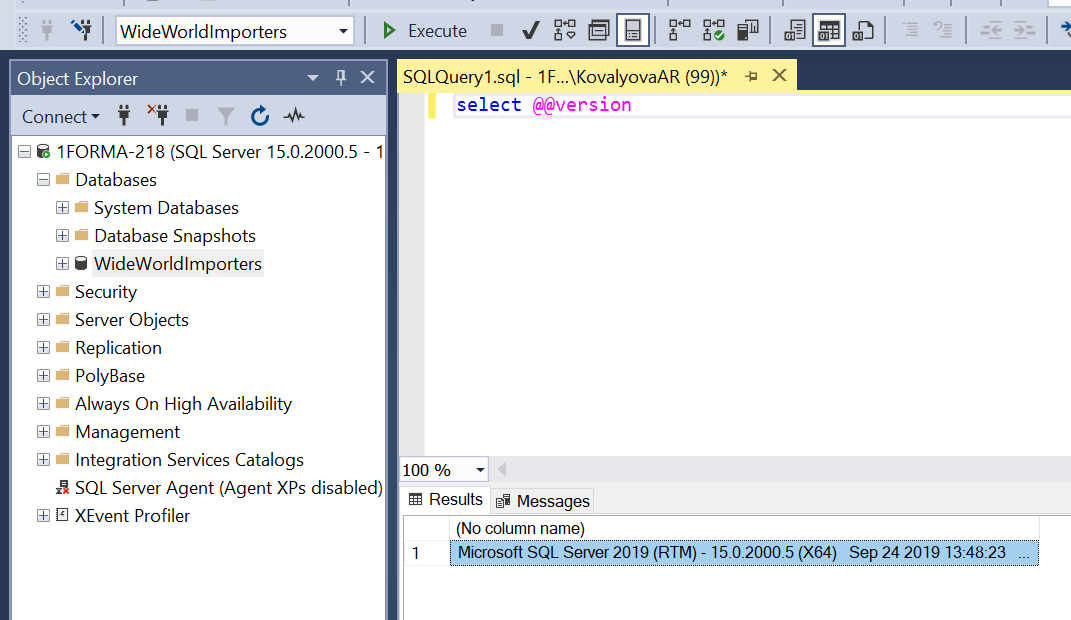 WideWorldImporters Execute
Object Explorer
SQLQuery1.sql - 1F...\KovalyovaAR (99))*
Connect
select @@version
1FORMA-218 (SQL Server 15.0.2000.5 - 1
Databases
System Databases
Database Snapshots
WideWorldImporters
Security
Server Objects
Replication
PolyBase
Always On High Availability
Management
Integration Services Catalogs
SQL Server Agent (Agent XPs disabled)
XEvent Profiler
100 %
Results Messages
(No column name)
1 Microsoft SQL Server 2019 (RTM) - 15.0.2000.5 (X64) Sep 24 2019 13:48:23 ...